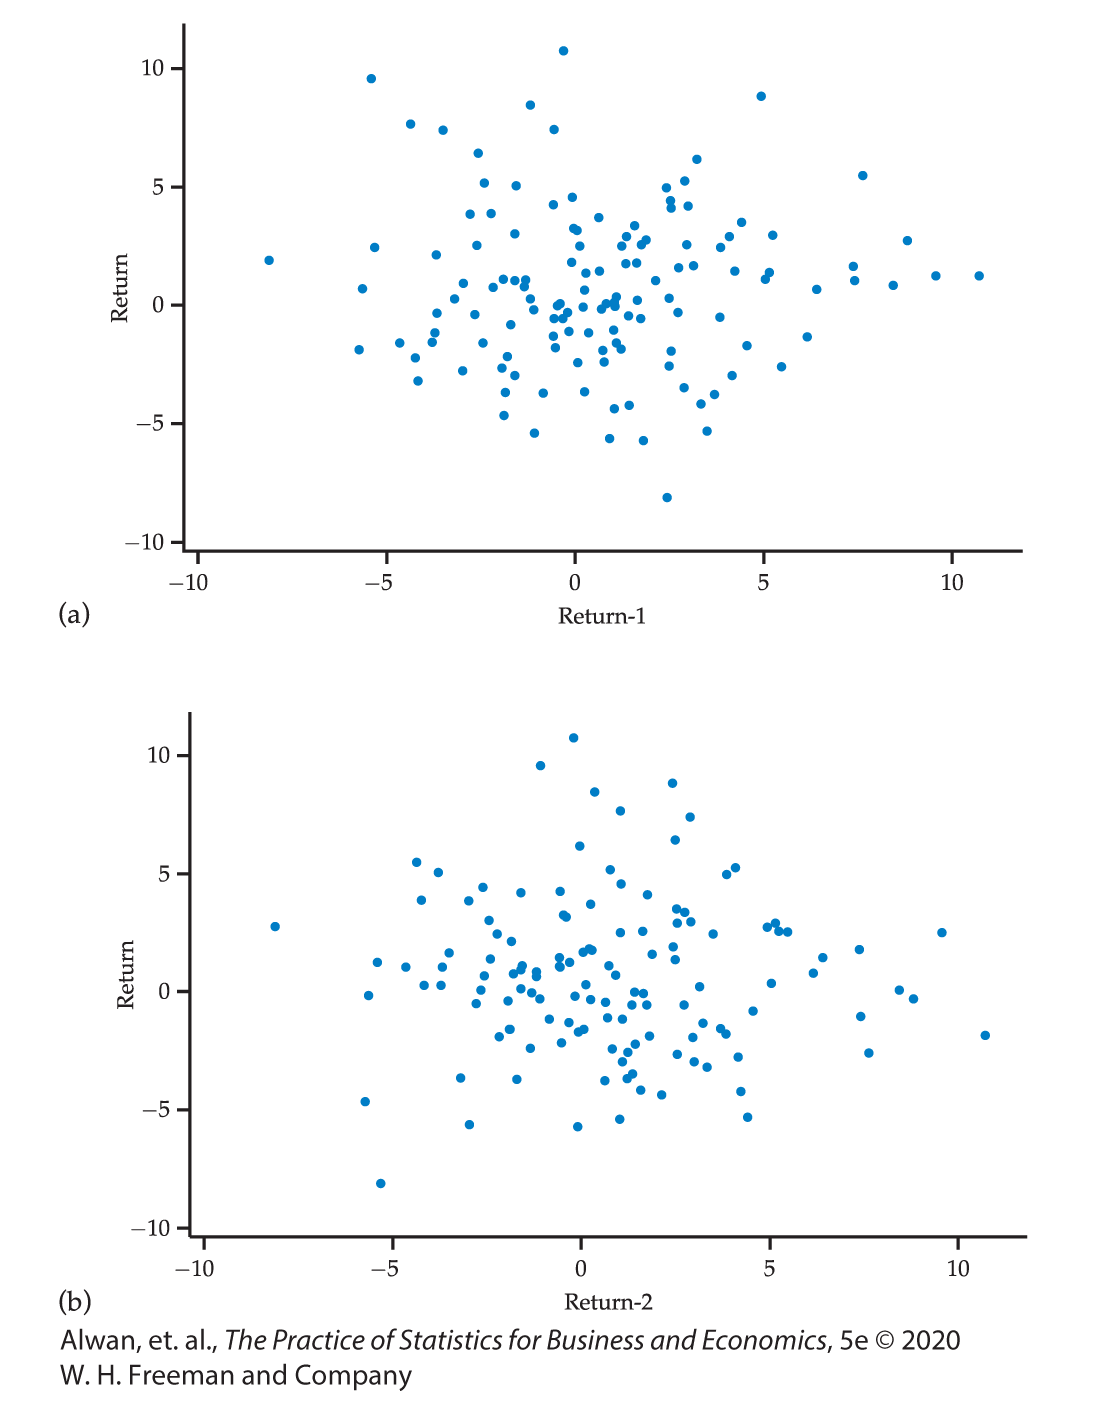 10
5
0
−5
−10
Return
−10 −5 0 5 10
Return-1
(a)
10
5
0
−5
−10
Return
−10 −5 0 5 10
Return-2
(b)
Alwan, et. al., The Practice of Statistics for Business and Economics, 5e © 2020
W. H. Freeman and Company